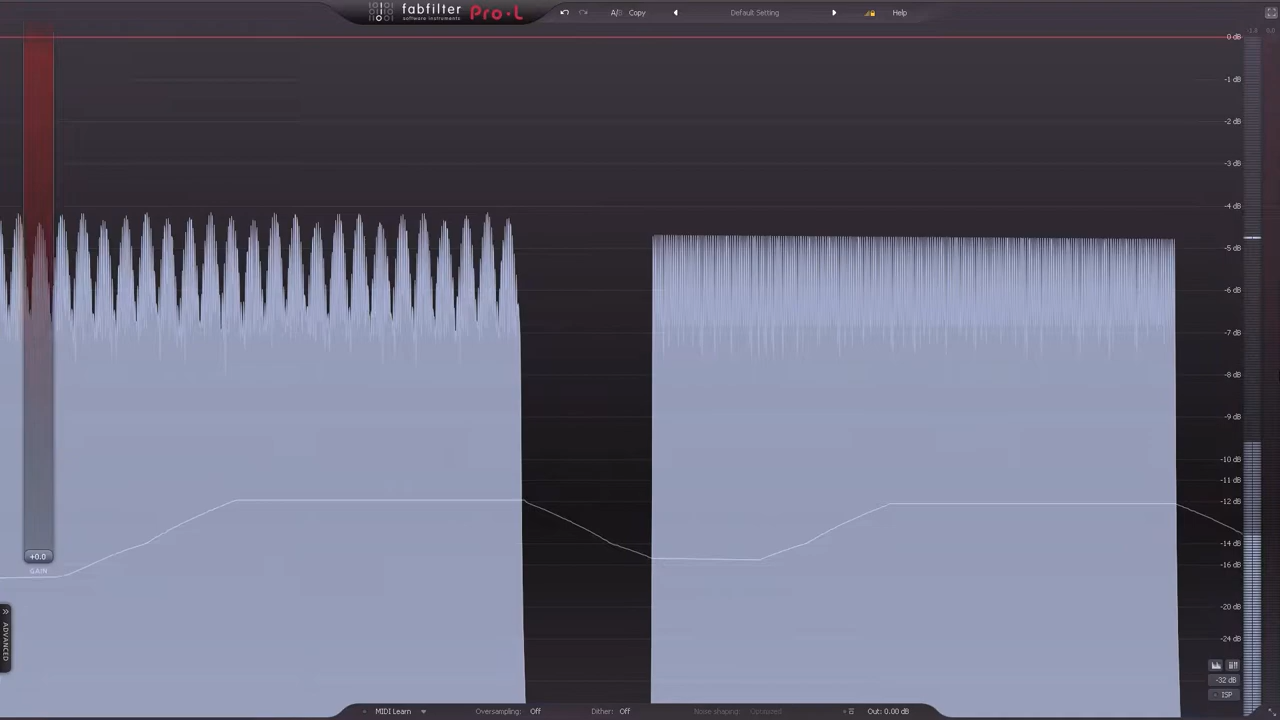 fabfilter
software instruments
Pro·L
A/B Copy
Default Setting
Help
0 dB
-1 dB
-2 dB
-3 dB
-4 dB
-5 dB
-6 dB
-7 dB
-8 dB
-9 dB
-10 dB
-11 dB
-12 dB
-14 dB
-16 dB
-20 dB
-24 dB
-32 dB
ISP
+0.0
GAIN
ADVANCED
MIDI Learn
Oversampling: Off
Dither: Off
Noise shaping: Optimized
Out: 0.00 dB